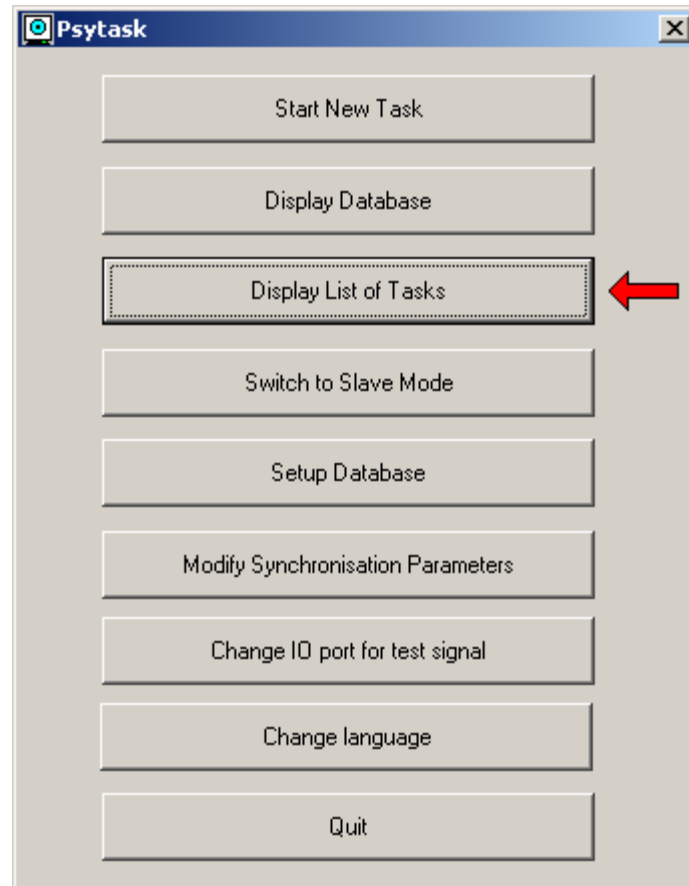 Psytask
Start New Task
Display Database
Display List of Tasks
Switch to Slave Mode
Setup Database
Modify Synchronisation Parameters
Change IO port for test signal
Change language
Quit